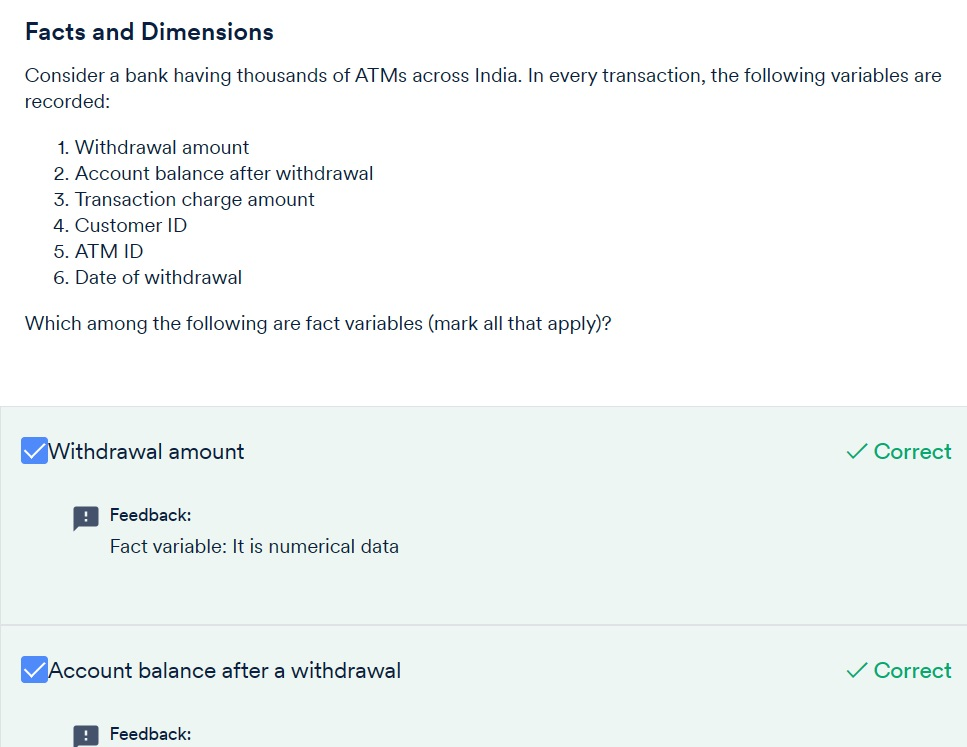 Facts and Dimensions
Consider a bank having thousands of ATMs across India. In every transaction, the following variables are
recorded:
1. Withdrawal amount
2. Account balance after withdrawal
3. Transaction charge amount
4. Customer ID
5. ATM ID
6. Date of withdrawal
Which among the following are fact variables (mark all that apply)?
Withdrawal amount
Correct
Feedback:
Fact variable: It is numerical data
Account balance after a withdrawal
Correct
Feedback: